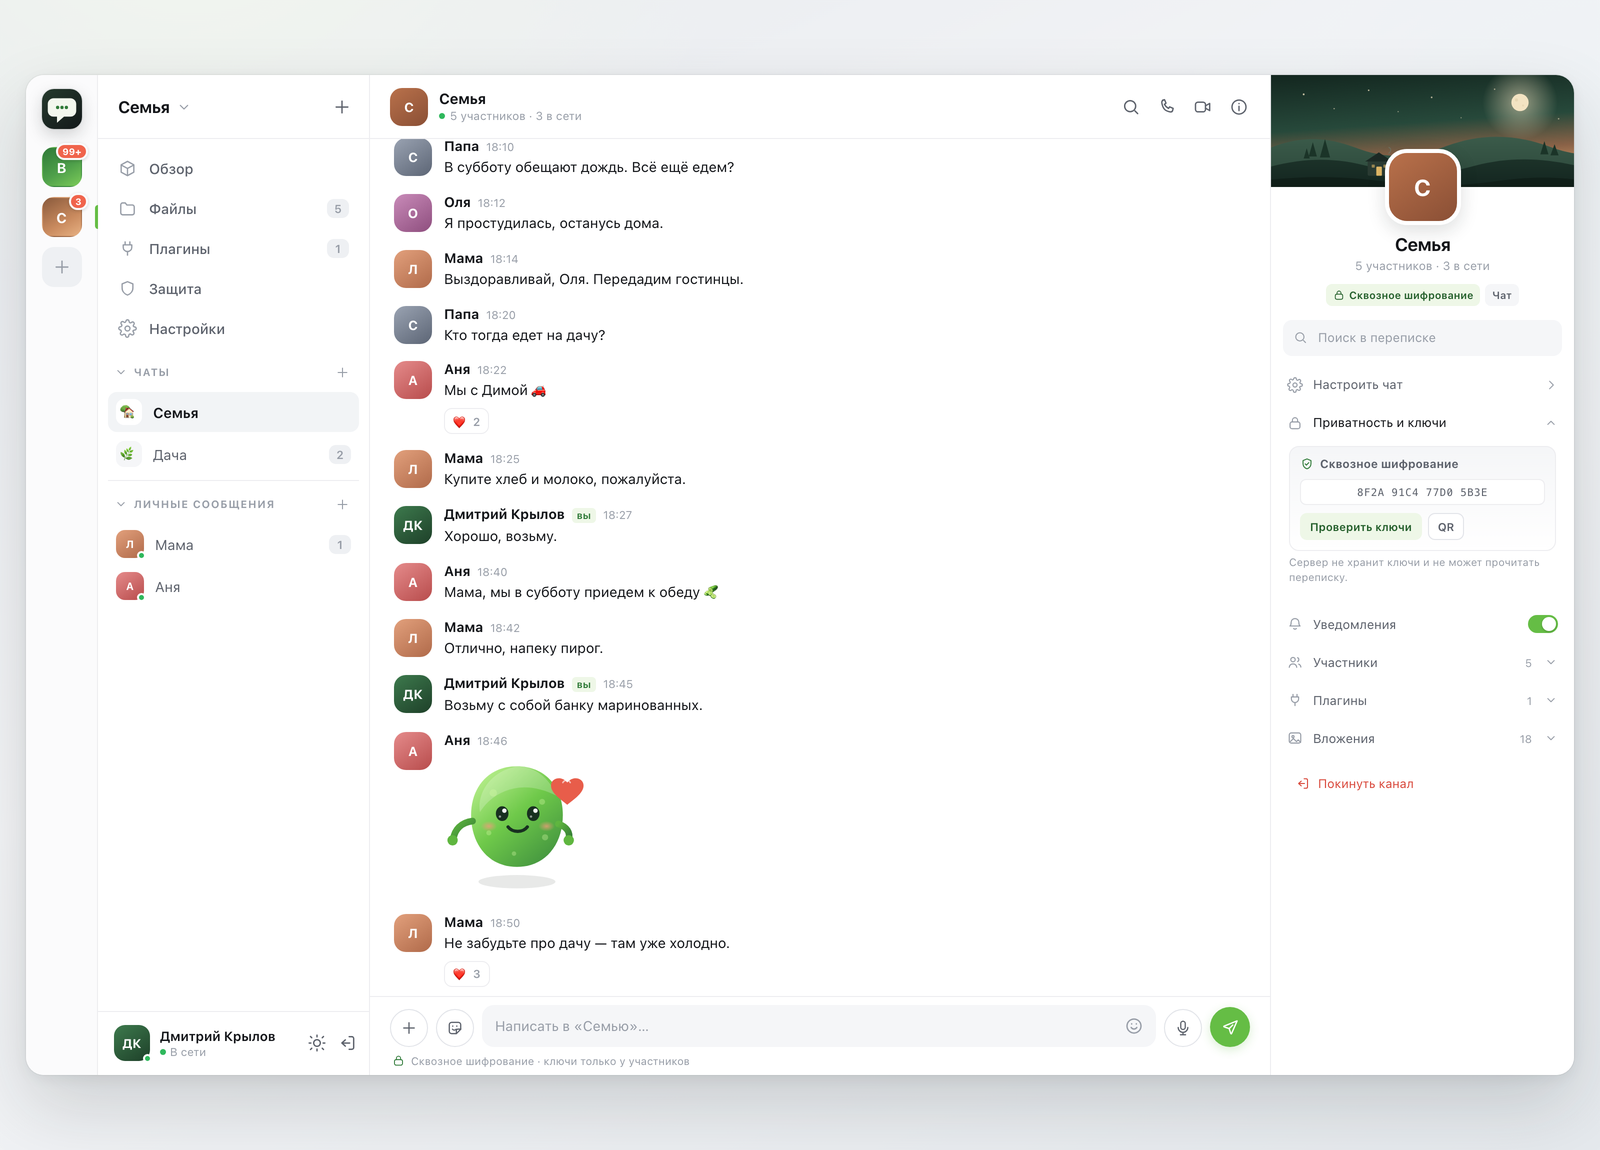 99+
В
3
С
Семья
Обзор
Файлы 5
Плагины 1
Защита
Настройки
ЧАТЫ
Семья
Дача 2
ЛИЧНЫЕ СООБЩЕНИЯ
Л Мама 1
А Аня
ДК Дмитрий Крылов
В сети
С Семья
5 участников · 3 в сети
С Папа 18:10
В субботу обещают дождь. Всё ещё едем?
О Оля 18:12
Я простудилась, останусь дома.
Л Мама 18:14
Выздоравливай, Оля. Передадим гостинцы.
С Папа 18:20
Кто тогда едет на дачу?
А Аня 18:22
Мы с Димой 🚗
❤️ 2
Л Мама 18:25
Купите хлеб и молоко, пожалуйста.
ДК Дмитрий Крылов вы 18:27
Хорошо, возьму.
А Аня 18:40
Мама, мы в субботу приедем к обеду
Л Мама 18:42
Отлично, напеку пирог.
ДК Дмитрий Крылов вы 18:45
Возьму с собой банку маринованных.
А Аня 18:46
Л Мама 18:50
Не забудьте про дачу — там уже холодно.
❤️ 3
Написать в «Семью»...
Сквозное шифрование · ключи только у участников
С
Семья
5 участников · 3 в сети
Сквозное шифрование Чат
Поиск в переписке
Настроить чат
Приватность и ключи
Сквозное шифрование
8F2A 91C4 77D0 5B3E
Проверить ключи QR
Сервер не хранит ключи и не может прочитать
переписку.
Уведомления
Участники 5
Плагины 1
Вложения 18
Покинуть канал